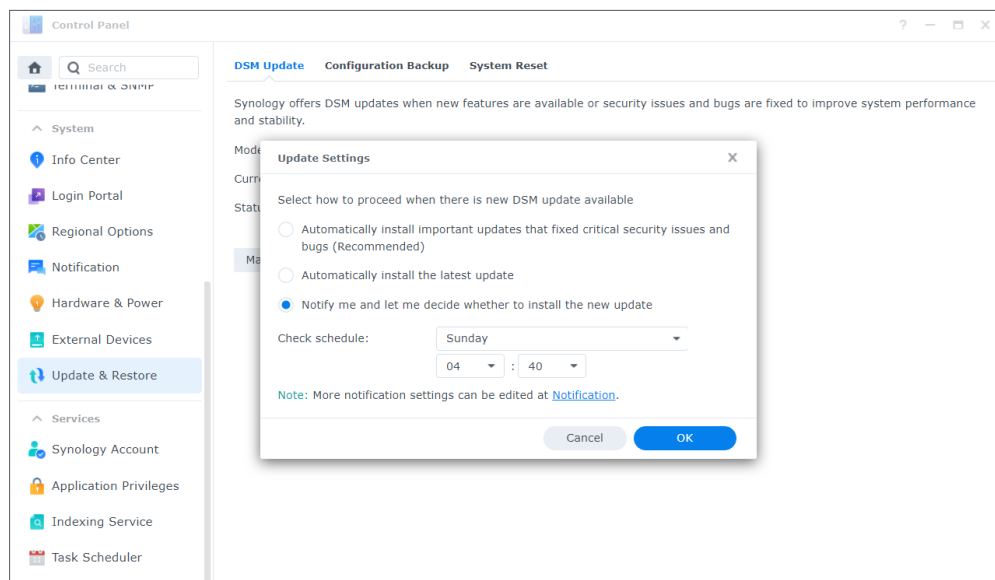 Control Panel
?
Search
Terminal & SNMP
System
Info Center
Login Portal
Regional Options
Notification
Hardware & Power
External Devices
Update & Restore
Services
Synology Account
Application Privileges
Indexing Service
Task Scheduler
DSM Update Configuration Backup System Reset
Synology offers DSM updates when new features are available or security issues and bugs are fixed to improve system performance
and stability.
Mode
Curr
Statu
Ma
Update Settings
Select how to proceed when there is new DSM update available
Automatically install important updates that fixed critical security issues and
bugs (Recommended)
Automatically install the latest update
Notify me and let me decide whether to install the new update
Check schedule: Sunday
04 : 40
Note: More notification settings can be edited at Notification.
Cancel OK